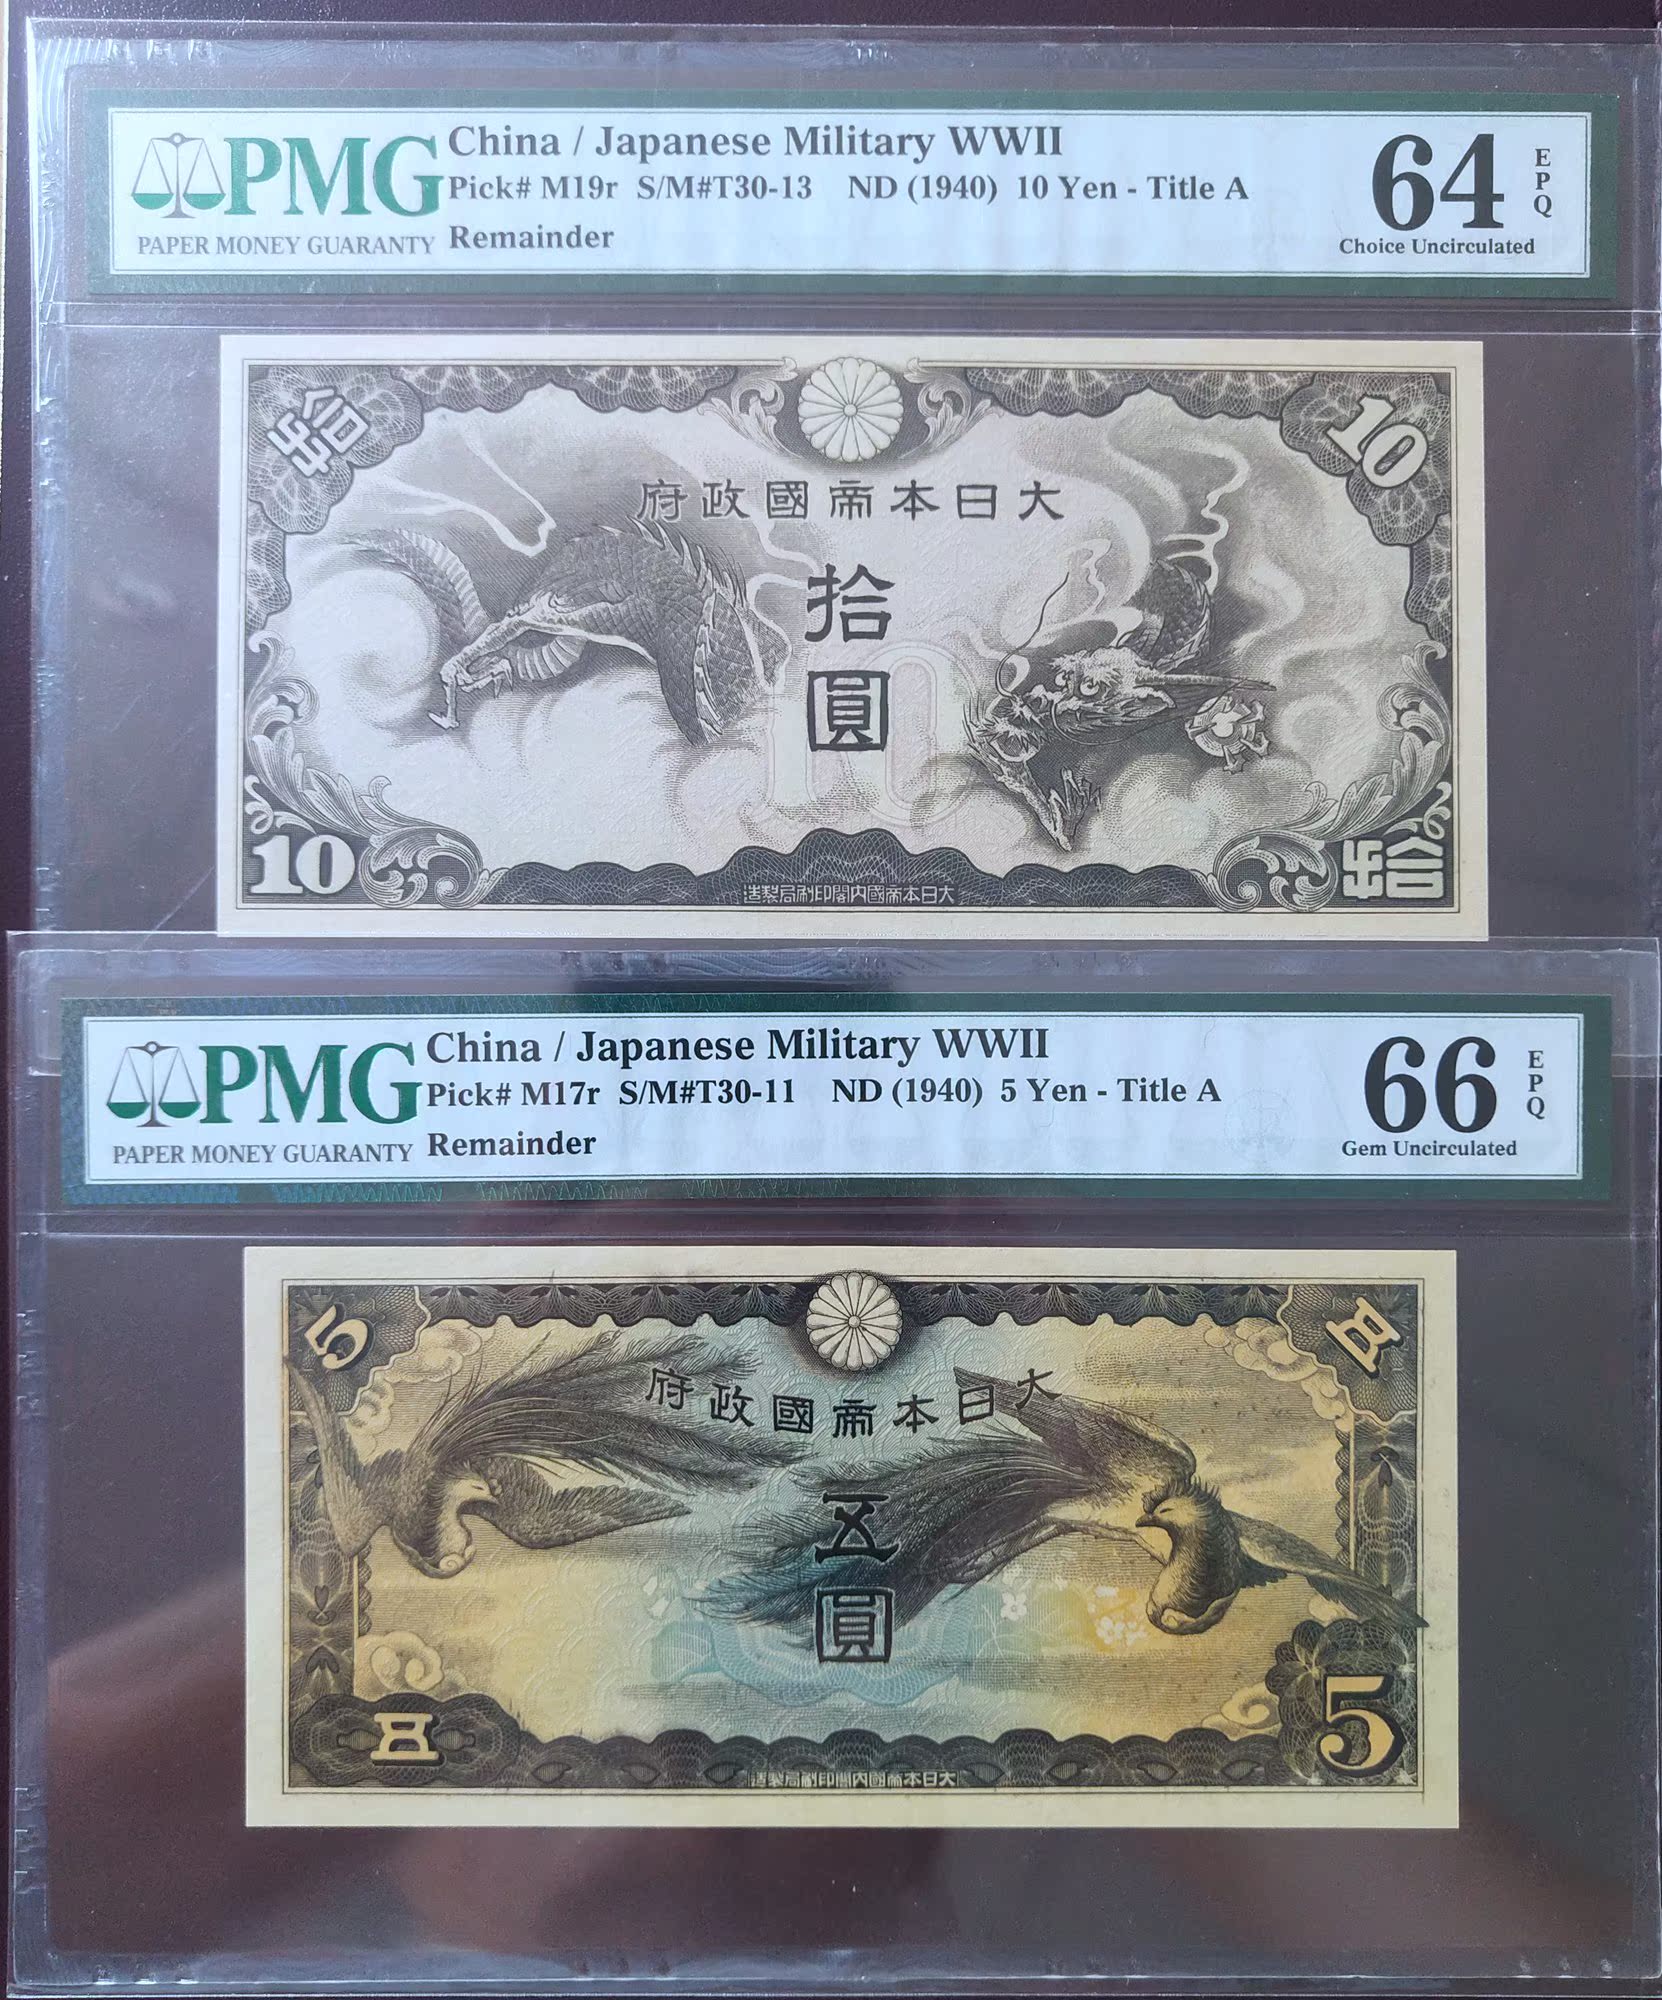 PMG China / Japanese Military WWII
Pick# M19r S/M#T30-13 ND (1940) 10 Yen - Title A
PAPER MONEY GUARANTY Remainder
64 EPQ
Choice Uncirculated
拾 10
府政國帝本日大
拾
圓
10 拾
造製局刷印閣内國帝本日大
PMG China / Japanese Military WWII
Pick# M17r S/M#T30-11 ND (1940) 5 Yen - Title A
PAPER MONEY GUARANTY Remainder
66 EPQ
Gem Uncirculated
5 五
府政國帝本日大
五
圓
五 5
造製局刷印閣内國帝本日大